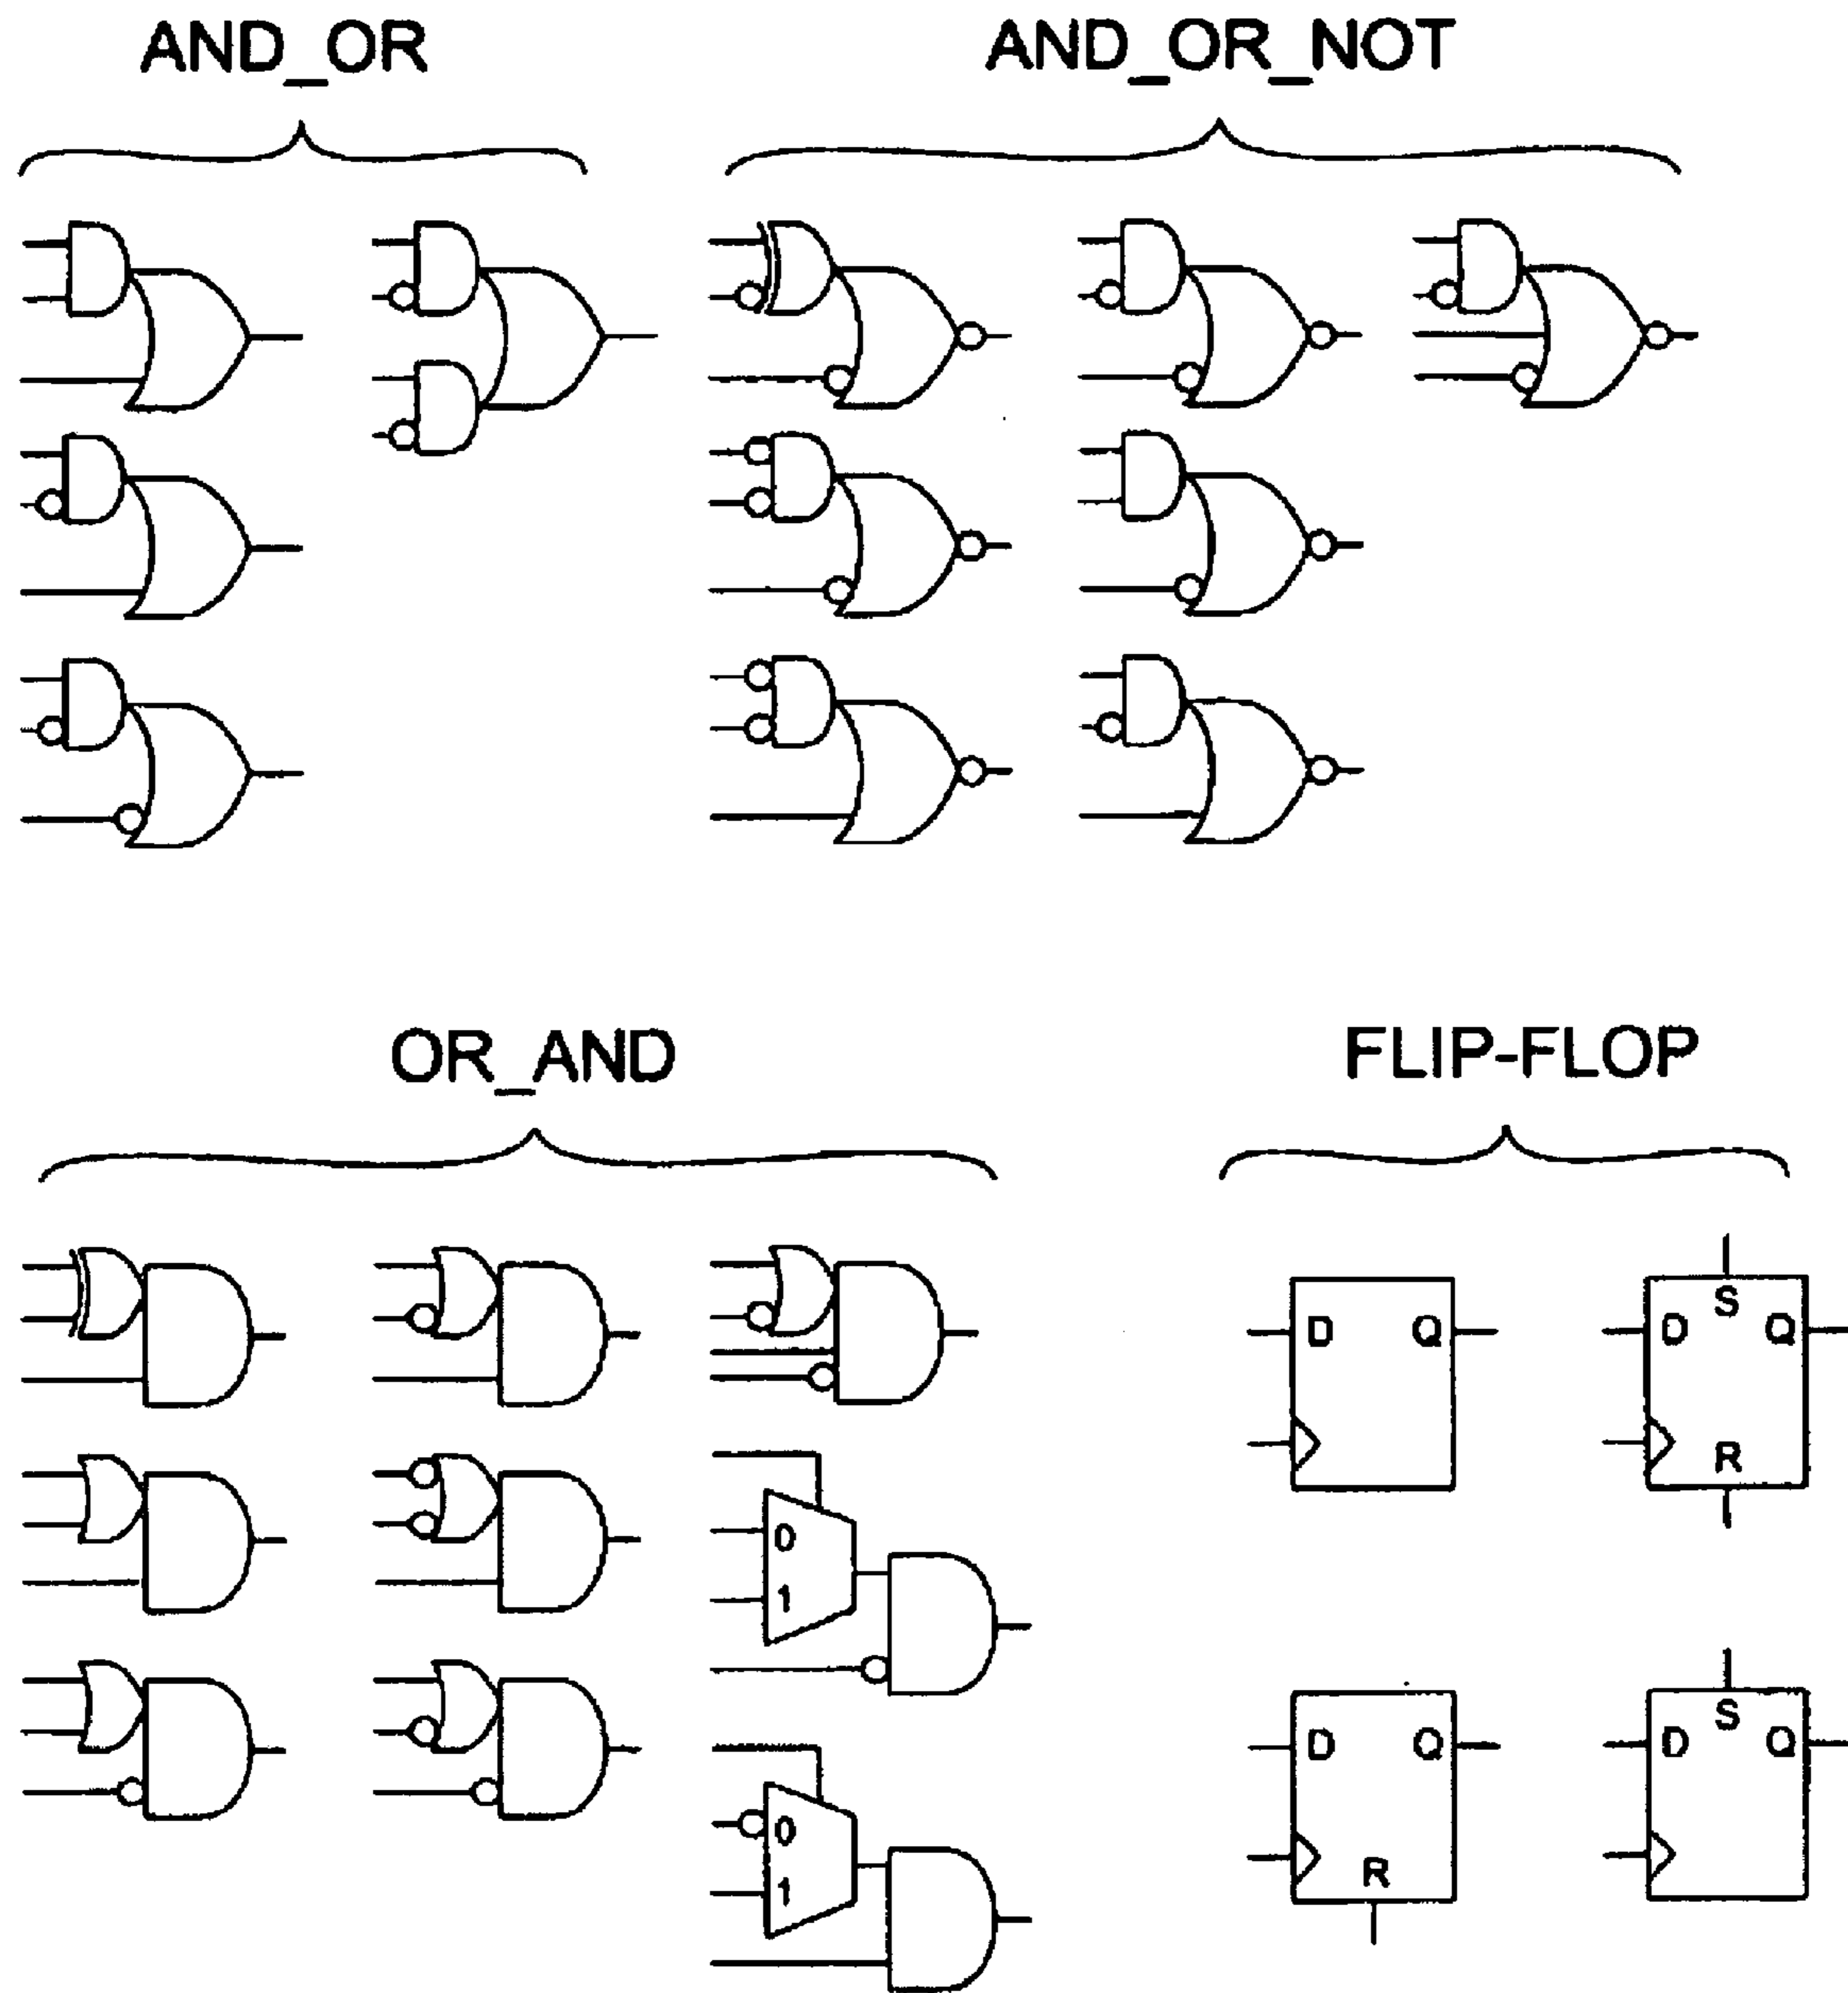 AND_OR
AND_OR_NOT
OR_AND
FLIP-FLOP
D Q
S
D Q
R
0
1
D Q
R
S
D Q
0
1